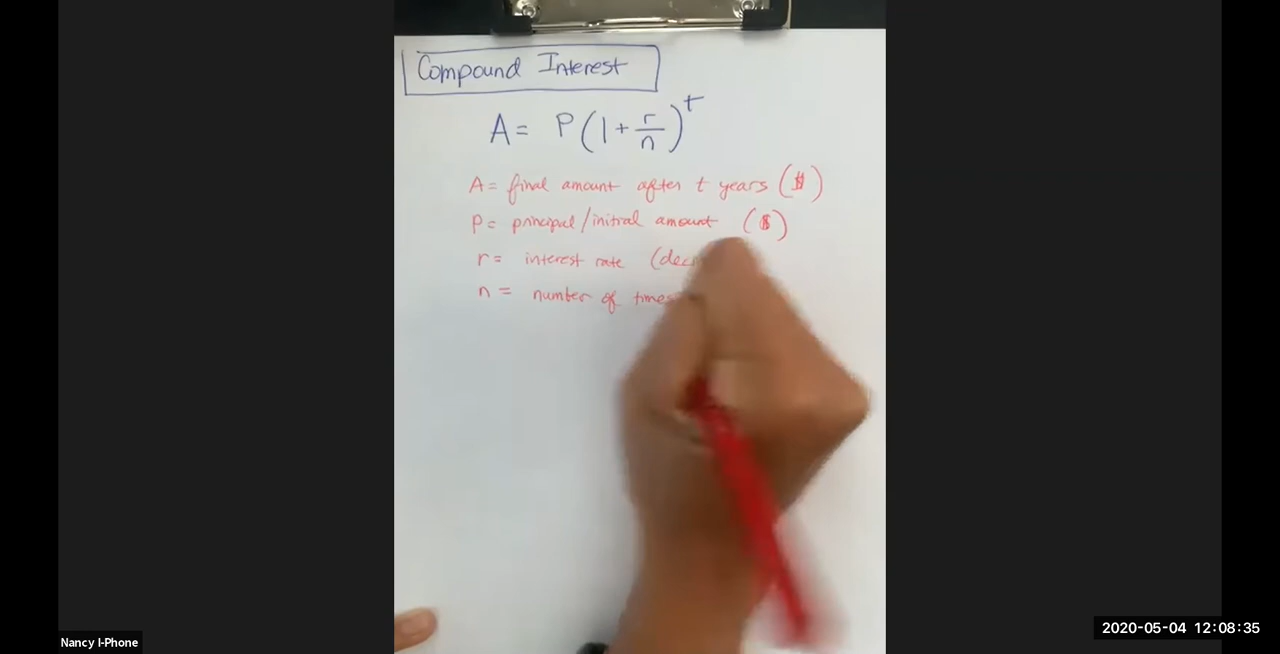 Compound Interest
A = P(1 + r/n)^t
A = final amount after t years ($)
P = principal/initial amount ($)
r = interest rate
n = number of times
Nancy I-Phone
2020-05-04 12:08:35